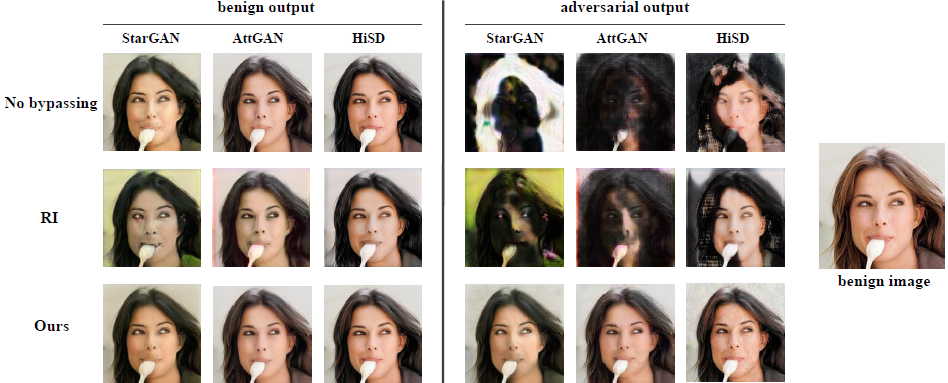 benign output
adversarial output
StarGAN AttGAN HiSD
StarGAN AttGAN HiSD
No bypassing
RI
Ours
benign image